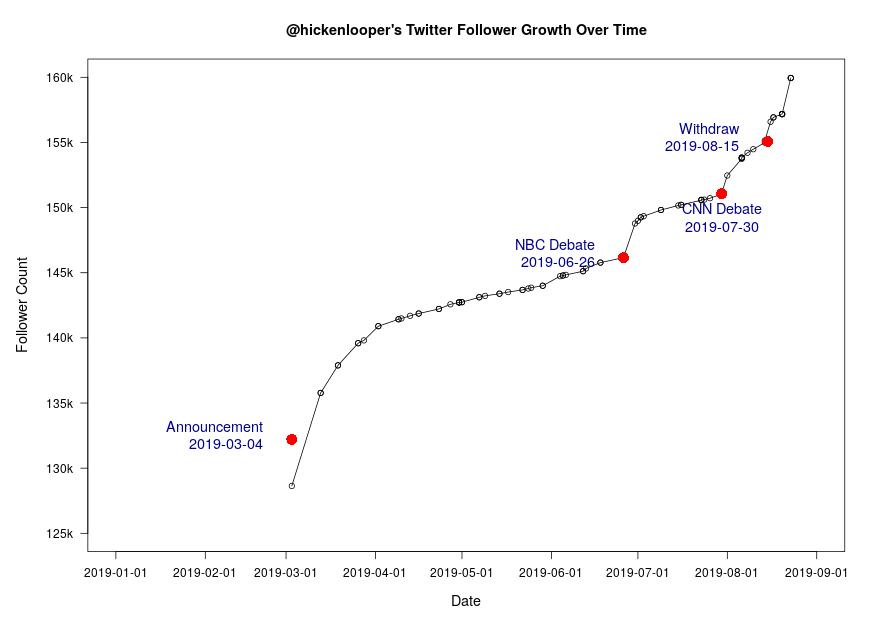 @hickenlooper's Twitter Follower Growth Over Time
Follower Count
160k
155k
150k
145k
140k
135k
130k
125k
Withdraw
2019-08-15
CNN Debate
2019-07-30
NBC Debate
2019-06-26
Announcement
2019-03-04
2019-01-01 2019-02-01 2019-03-01 2019-04-01 2019-05-01 2019-06-01 2019-07-01 2019-08-01 2019-09-01
Date